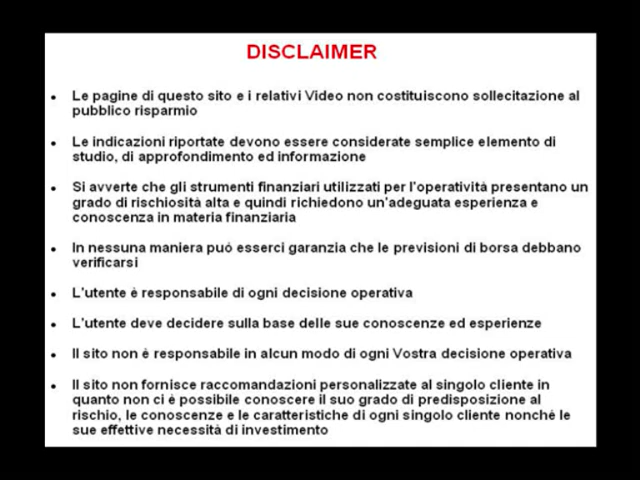 DISCLAIMER
• Le pagine di questo sito e i relativi Video non costituiscono sollecitazione al
pubblico risparmio
• Le indicazioni riportate devono essere considerate semplice elemento di
studio, di approfondimento ed informazione
• Si avverte che gli strumenti finanziari utilizzati per l'operatività presentano un
grado di rischiosità alta e quindi richiedono un'adeguata esperienza e
conoscenza in materia finanziaria
• In nessuna maniera può esserci garanzia che le previsioni di borsa debbano
verificarsi
• L'utente è responsabile di ogni decisione operativa
• L'utente deve decidere sulla base delle sue conoscenze ed esperienze
• Il sito non è responsabile in alcun modo di ogni Vostra decisione operativa
• Il sito non fornisce raccomandazioni personalizzate al singolo cliente in
quanto non ci è possibile conoscere il suo grado di predisposizione al
rischio, le conoscenze e le caratteristiche di ogni singolo cliente nonché le
sue effettive necessità di investimento